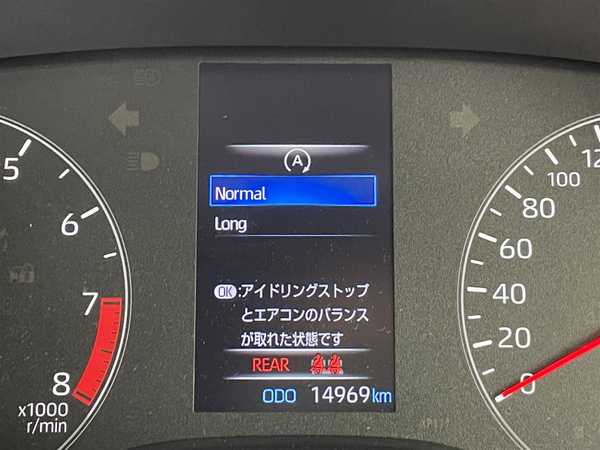 5
6
7
8
x1000
r/min
A
Normal
Long
OK:アイドリングストップ
とエアコンのバランス
が取れた状態です
REAR
ODO 14969km
100
80
60
40
20
0